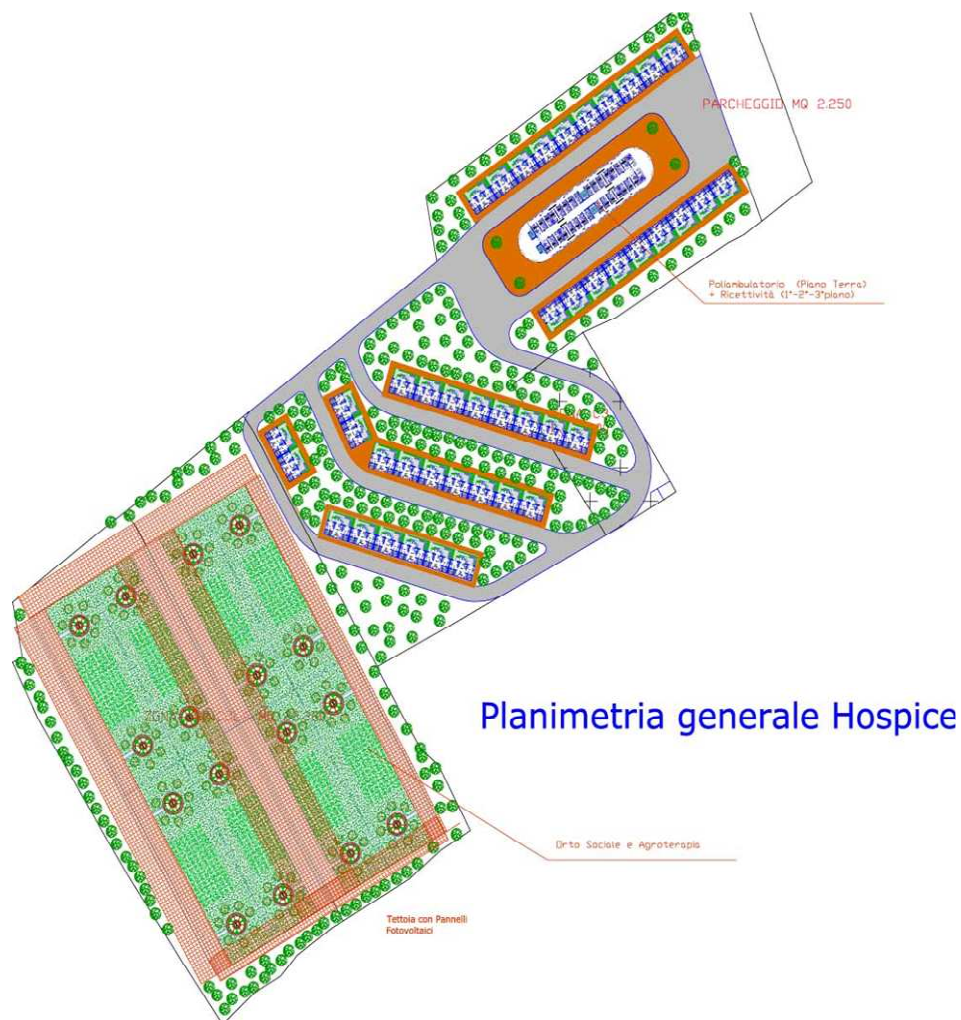 PARCHEGGIO MQ 2.250
Poliambulatorio (Piano Terra)
+ Ricettività (1°-2°-3°piano)
Planimetria generale Hospice
Orto Sociale e Agroterapia
Tettoia con Pannelli
Fotovoltaici